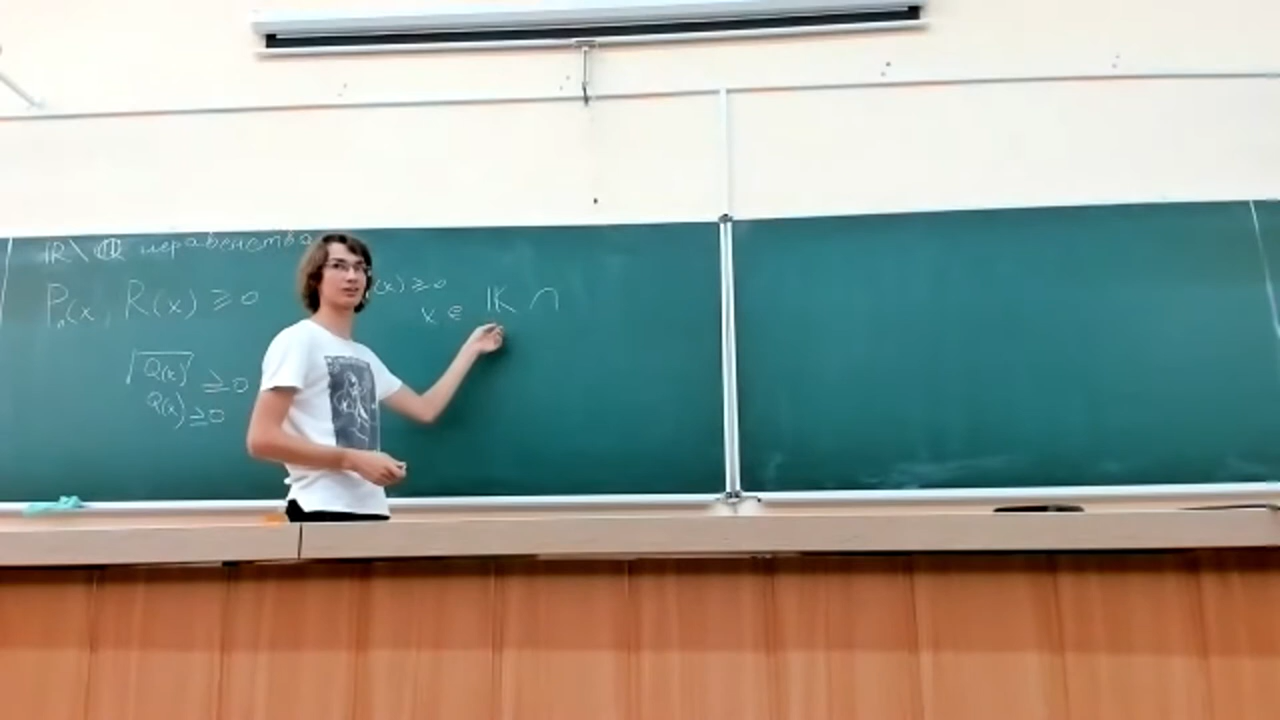 ℝ\ℚ неравенства
Pₙ(x) R(x) ≥ 0
(x) ≥ 0
x ∈ 𝕂 ∩
√Q(x) ≥ 0
Q(x) ≥ 0